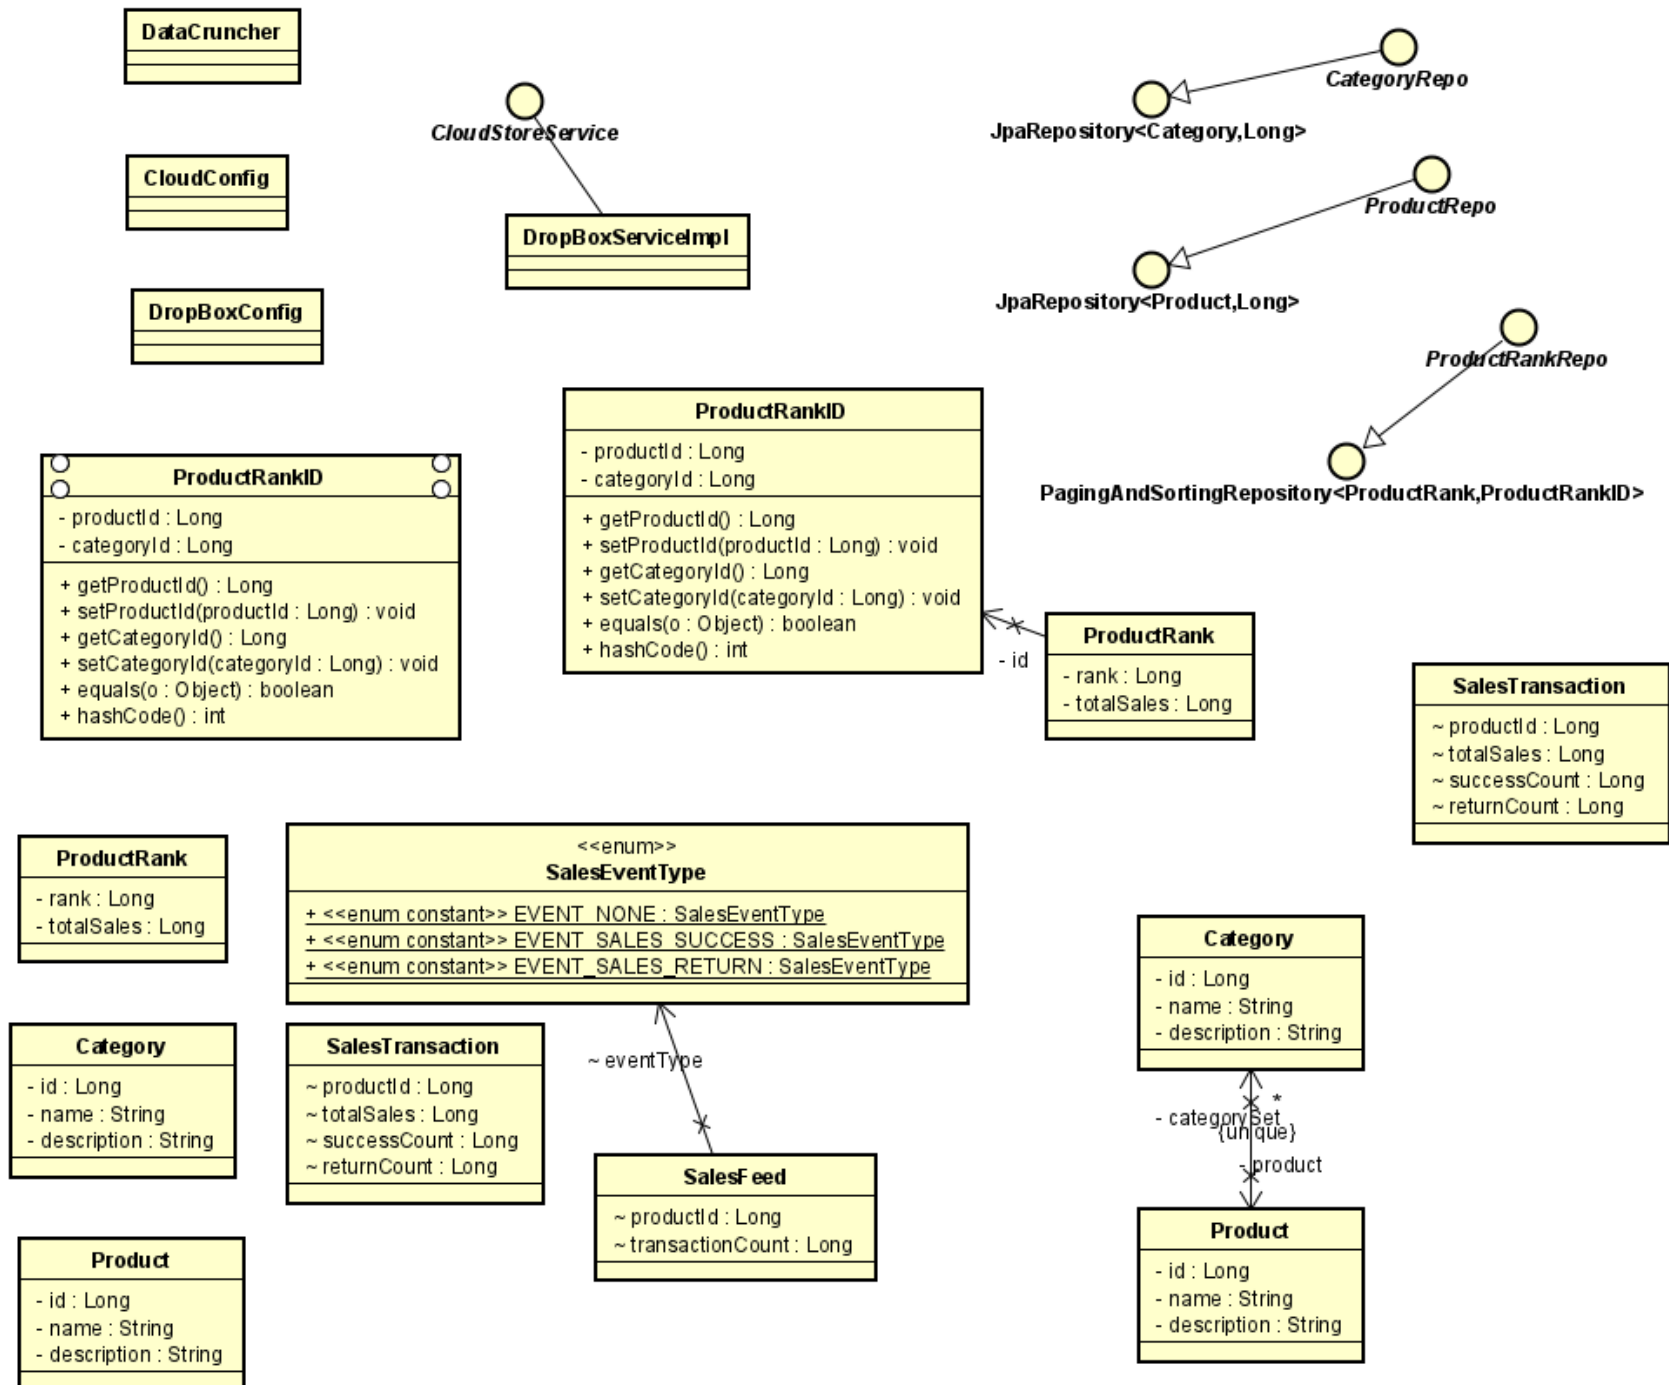 DataCruncher
CloudStoreService
CategoryRepo
JpaRepository<Category,Long>
CloudConfig
ProductRepo
DropBoxServiceImpl
JpaRepository<Product,Long>
DropBoxConfig
ProductRankRepo
PagingAndSortingRepository<ProductRank,ProductRankID>
ProductRankID
- productId : Long
- categoryId : Long
+ getProductId() : Long
+ setProductId(productId : Long) : void
+ getCategoryId() : Long
+ setCategoryId(categoryId : Long) : void
+ equals(o : Object) : boolean
+ hashCode() : int
ProductRankID
- productId : Long
- categoryId : Long
+ getProductId() : Long
+ setProductId(productId : Long) : void
+ getCategoryId() : Long
+ setCategoryId(categoryId : Long) : void
+ equals(o : Object) : boolean
+ hashCode() : int
- id
ProductRank
- rank : Long
- totalSales : Long
SalesTransaction
~ productId : Long
~ totalSales : Long
~ successCount : Long
~ returnCount : Long
ProductRank
- rank : Long
- totalSales : Long
<<enum>>
SalesEventType
+ <<enum constant>> EVENT_NONE : SalesEventType
+ <<enum constant>> EVENT_SALES_SUCCESS : SalesEventType
+ <<enum constant>> EVENT_SALES_RETURN : SalesEventType
~ eventType
Category
- id : Long
- name : String
- description : String
SalesTransaction
~ productId : Long
~ totalSales : Long
~ successCount : Long
~ returnCount : Long
SalesFeed
~ productId : Long
~ transactionCount : Long
Category
- id : Long
- name : String
- description : String
*
- categorySet
{unique}
- product
Product
- id : Long
- name : String
- description : String
Product
- id : Long
- name : String
- description : String